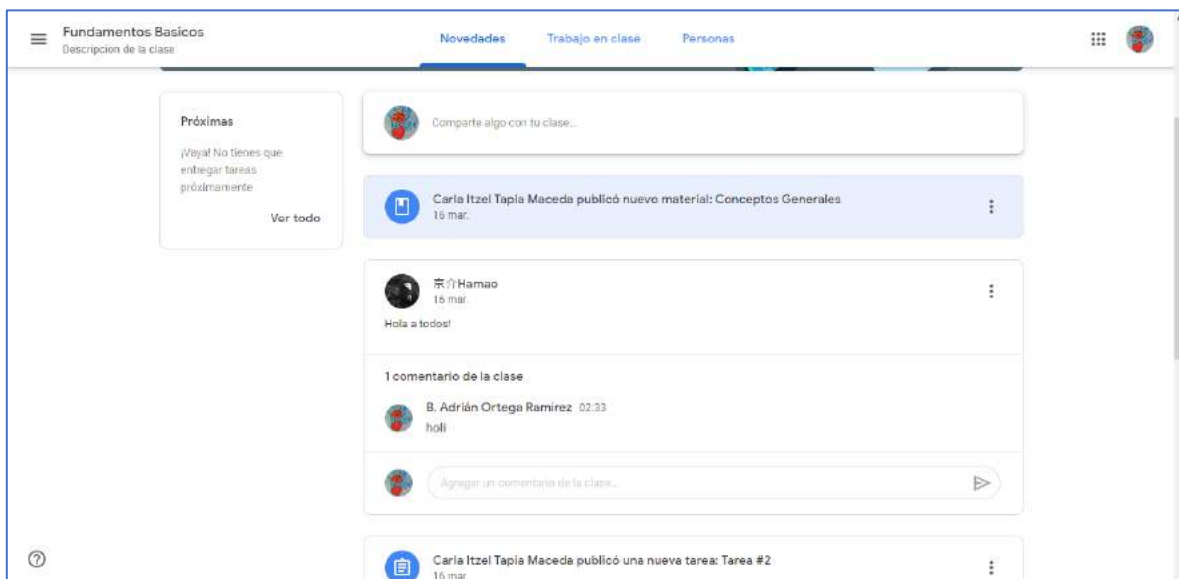 Fundamentos Basicos
Descripcion de la clase
Novedades
Trabajo en clase
Personas
Próximas
¡Vaya! No tienes que
entregar tareas
próximamente
Ver todo
Comparte algo con tu clase...
Carla Itzel Tapia Maceda publicó nuevo material: Conceptos Generales
16 mar.
宗介Hamao
16 mar.
Hola a todos!
1 comentario de la clase
B. Adrián Ortega Ramírez 02:33
holi
Agregar un comentario de la clase...
Carla Itzel Tapia Maceda publicó una nueva tarea: Tarea #2
16 mar.